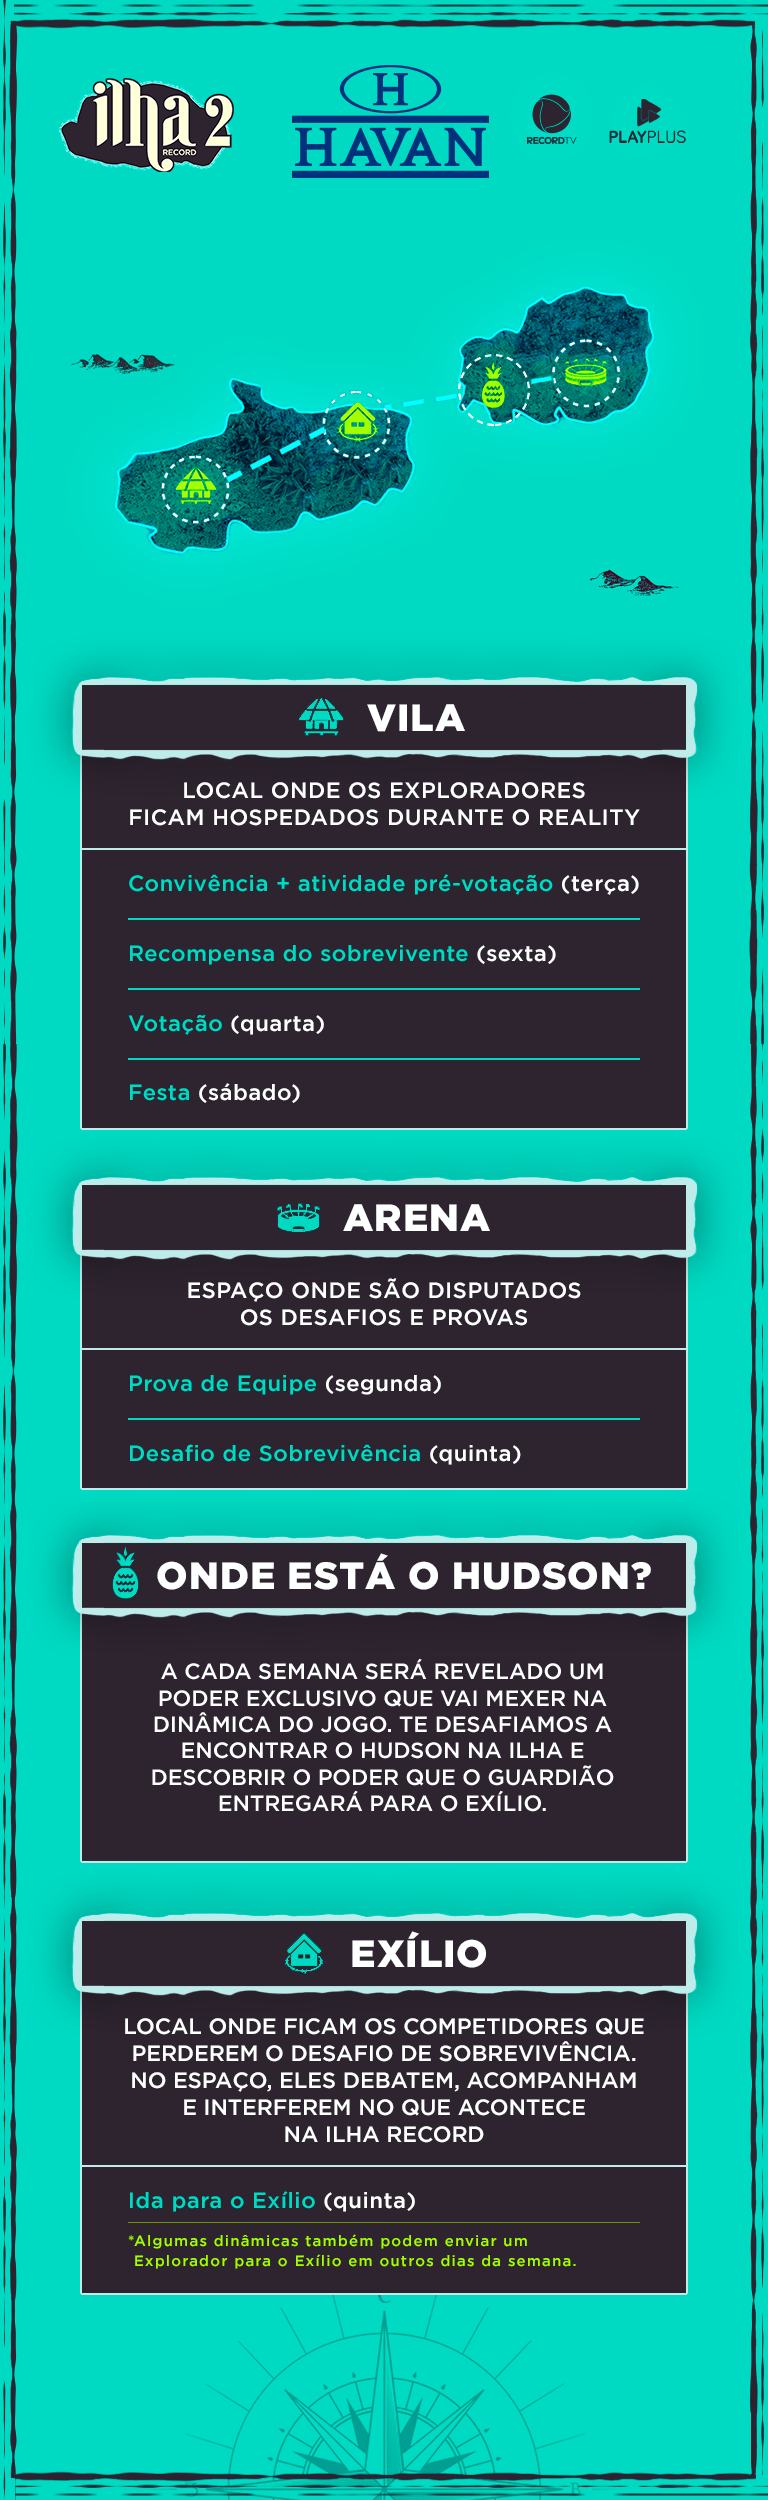 ilha 2
RECORD
H
HAVAN
RECORDTV
PLAYPLUS
VILA
LOCAL ONDE OS EXPLORADORES
FICAM HOSPEDADOS DURANTE O REALITY
Convivência + atividade pré-votação (terça)
Recompensa do sobrevivente (sexta)
Votação (quarta)
Festa (sábado)
ARENA
ESPAÇO ONDE SÃO DISPUTADOS
OS DESAFIOS E PROVAS
Prova de Equipe (segunda)
Desafio de Sobrevivência (quinta)
ONDE ESTÁ O HUDSON?
A CADA SEMANA SERÁ REVELADO UM
PODER EXCLUSIVO QUE VAI MEXER NA
DINÂMICA DO JOGO. TE DESAFIAMOS A
ENCONTRAR O HUDSON NA ILHA E
DESCOBRIR O PODER QUE O GUARDIÃO
ENTREGARÁ PARA O EXÍLIO.
EXÍLIO
LOCAL ONDE FICAM OS COMPETIDORES QUE
PERDEREM O DESAFIO DE SOBREVIVÊNCIA.
NO ESPAÇO, ELES DEBATEM, ACOMPANHAM
E INTERFEREM NO QUE ACONTECE
NA ILHA RECORD
Ida para o Exílio (quinta)
*Algumas dinâmicas também podem enviar um
Explorador para o Exílio em outros dias da semana.